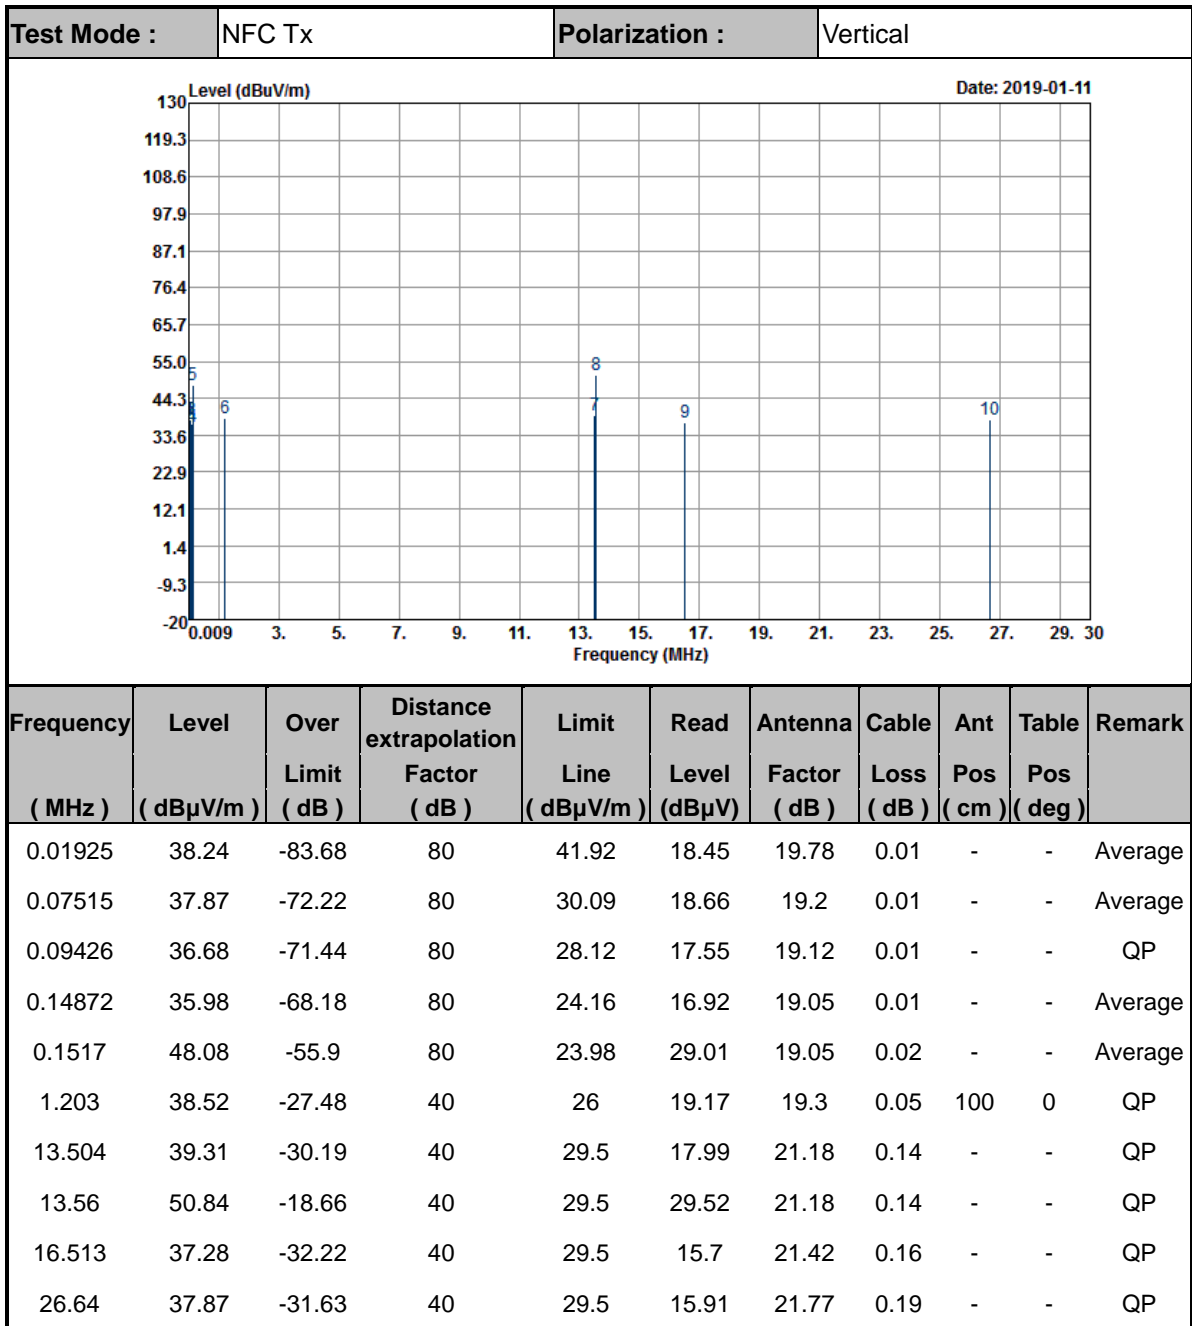 Test Mode : NFC Tx Polarization : Vertical
Level (dBuV/m) Date: 2019-01-11
130
119.3
108.6
97.9
87.1
76.4
65.7
55.0
44.3
33.6
22.9
12.1
1.4
-9.3
-20
5
6
4
8
7
9
10
0.009 3. 5. 7. 9. 11. 13. 15. 17. 19. 21. 23. 25. 27. 29. 30
Frequency (MHz)
Frequency Level Over Distance extrapolation Limit Read Antenna Cable Ant Table Remark
Limit Factor Line Level Factor Loss Pos Pos
( MHz ) ( dBµV/m ) ( dB ) ( dB ) ( dBµV/m ) (dBµV) ( dB ) ( dB ) ( cm ) ( deg )
0.01925 38.24 -83.68 80 41.92 18.45 19.78 0.01 - - Average
0.07515 37.87 -72.22 80 30.09 18.66 19.2 0.01 - - Average
0.09426 36.68 -71.44 80 28.12 17.55 19.12 0.01 - - QP
0.14872 35.98 -68.18 80 24.16 16.92 19.05 0.01 - - Average
0.1517 48.08 -55.9 80 23.98 29.01 19.05 0.02 - - Average
1.203 38.52 -27.48 40 26 19.17 19.3 0.05 100 0 QP
13.504 39.31 -30.19 40 29.5 17.99 21.18 0.14 - - QP
13.56 50.84 -18.66 40 29.5 29.52 21.18 0.14 - - QP
16.513 37.28 -32.22 40 29.5 15.7 21.42 0.16 - - QP
26.64 37.87 -31.63 40 29.5 15.91 21.77 0.19 - - QP